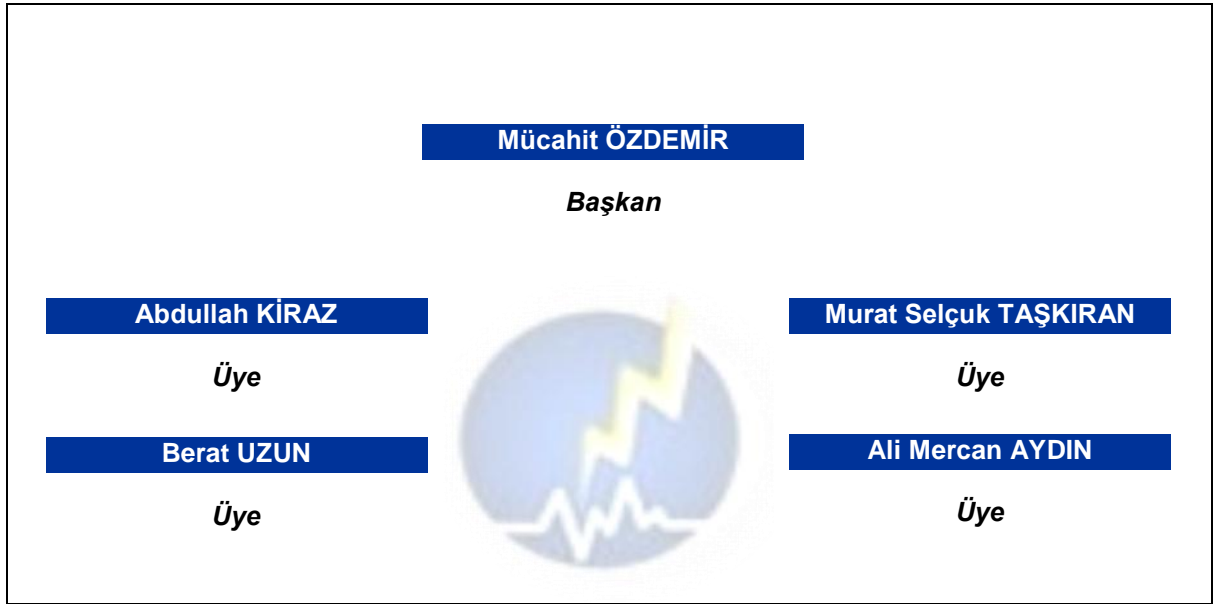 Mücahit ÖZDEMİR
Başkan
Abdullah KİRAZ
Murat Selçuk TAŞKIRAN
Üye
Üye
Berat UZUN
Ali Mercan AYDIN
Üye
Üye